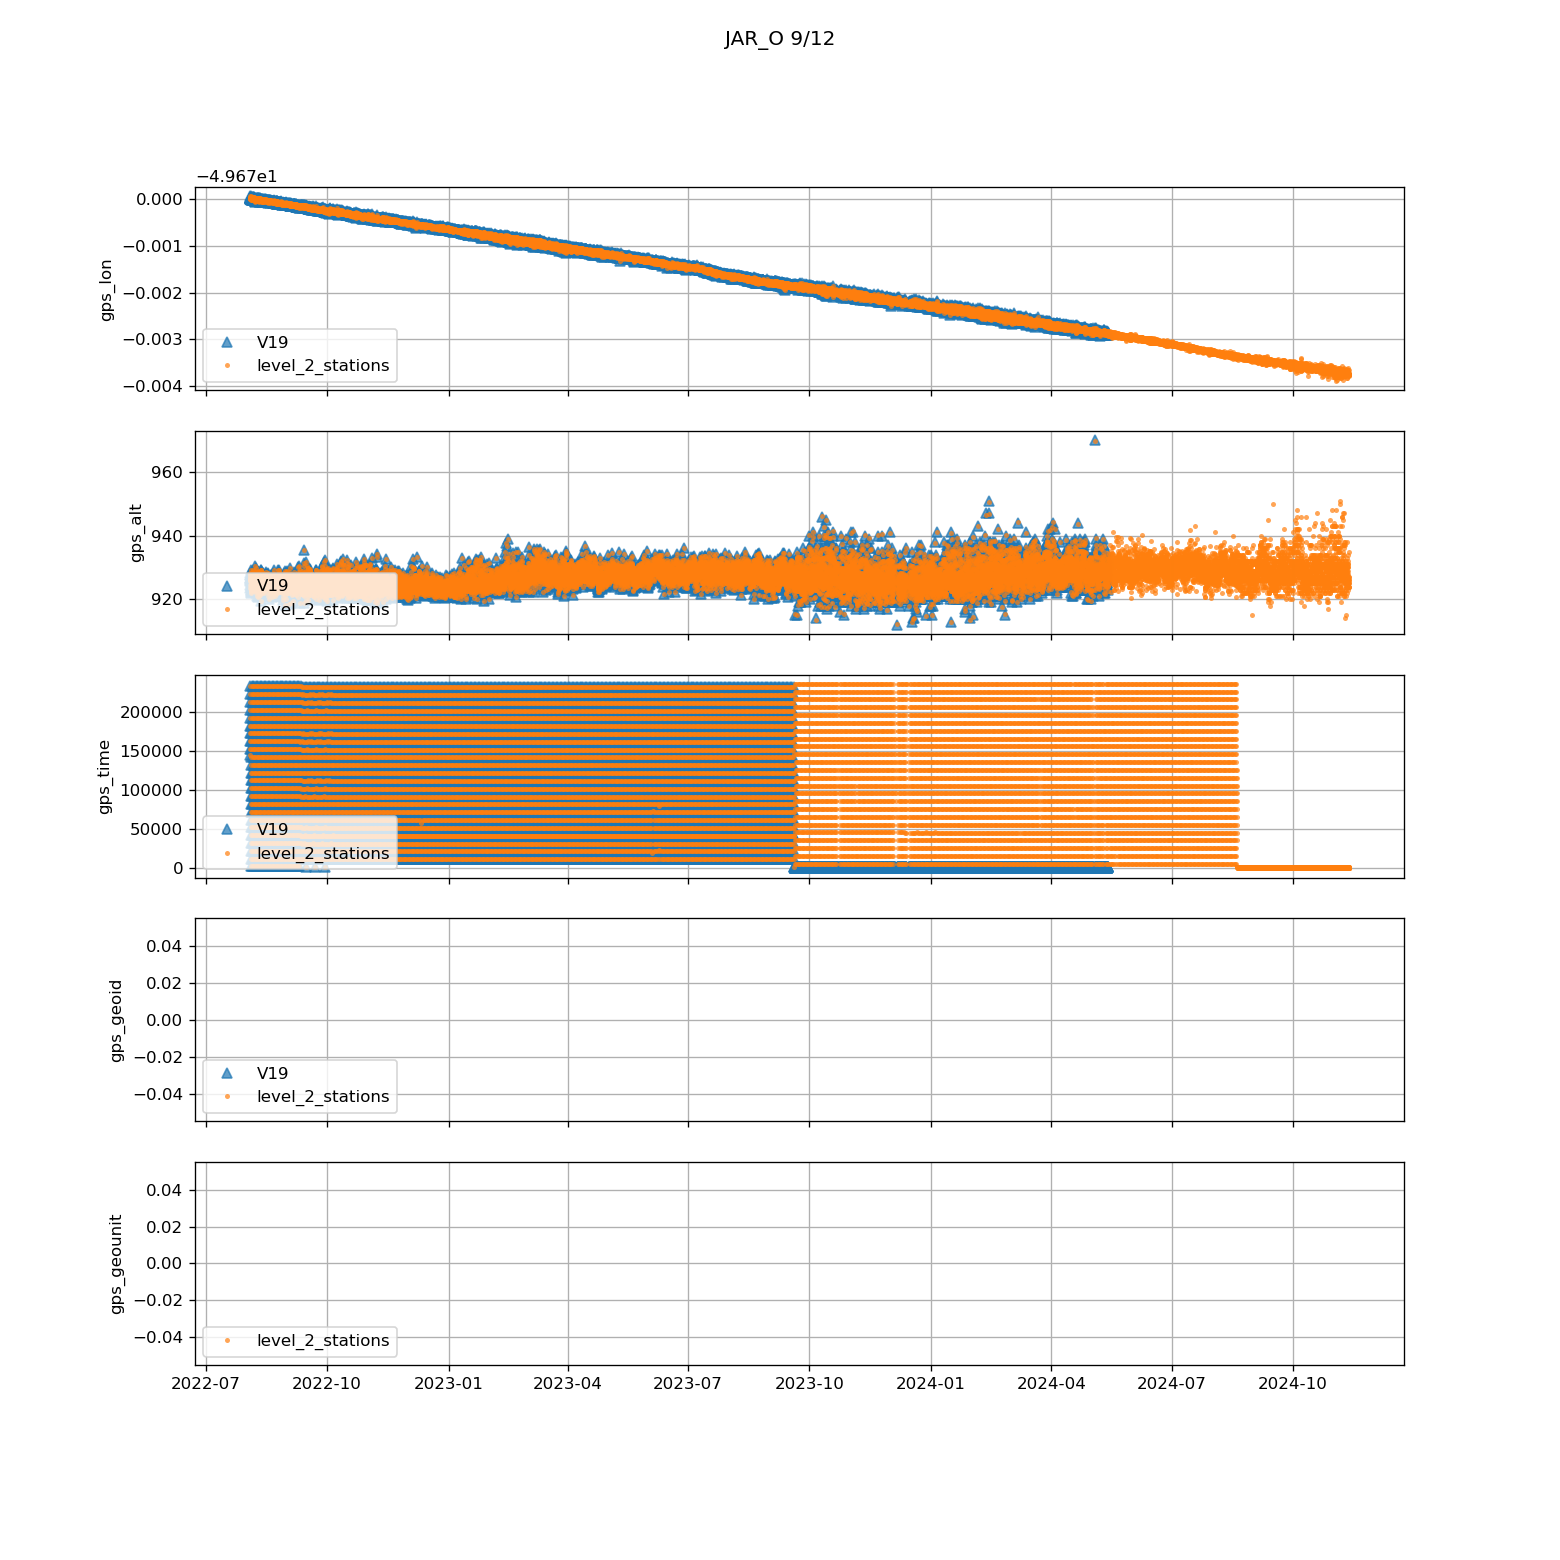 JAR_O 9/12
−4.967e1
0.000
−0.001
−0.002
−0.003
−0.004
gps_lon
V19
level_2_stations
960
940
920
gps_alt
V19
level_2_stations
200000
150000
100000
50000
0
gps_time
V19
level_2_stations
0.04
0.02
0.00
−0.02
−0.04
gps_geoid
V19
level_2_stations
0.04
0.02
0.00
−0.02
−0.04
gps_geounit
level_2_stations
2022-07 2022-10 2023-01 2023-04 2023-07 2023-10 2024-01 2024-04 2024-07 2024-10